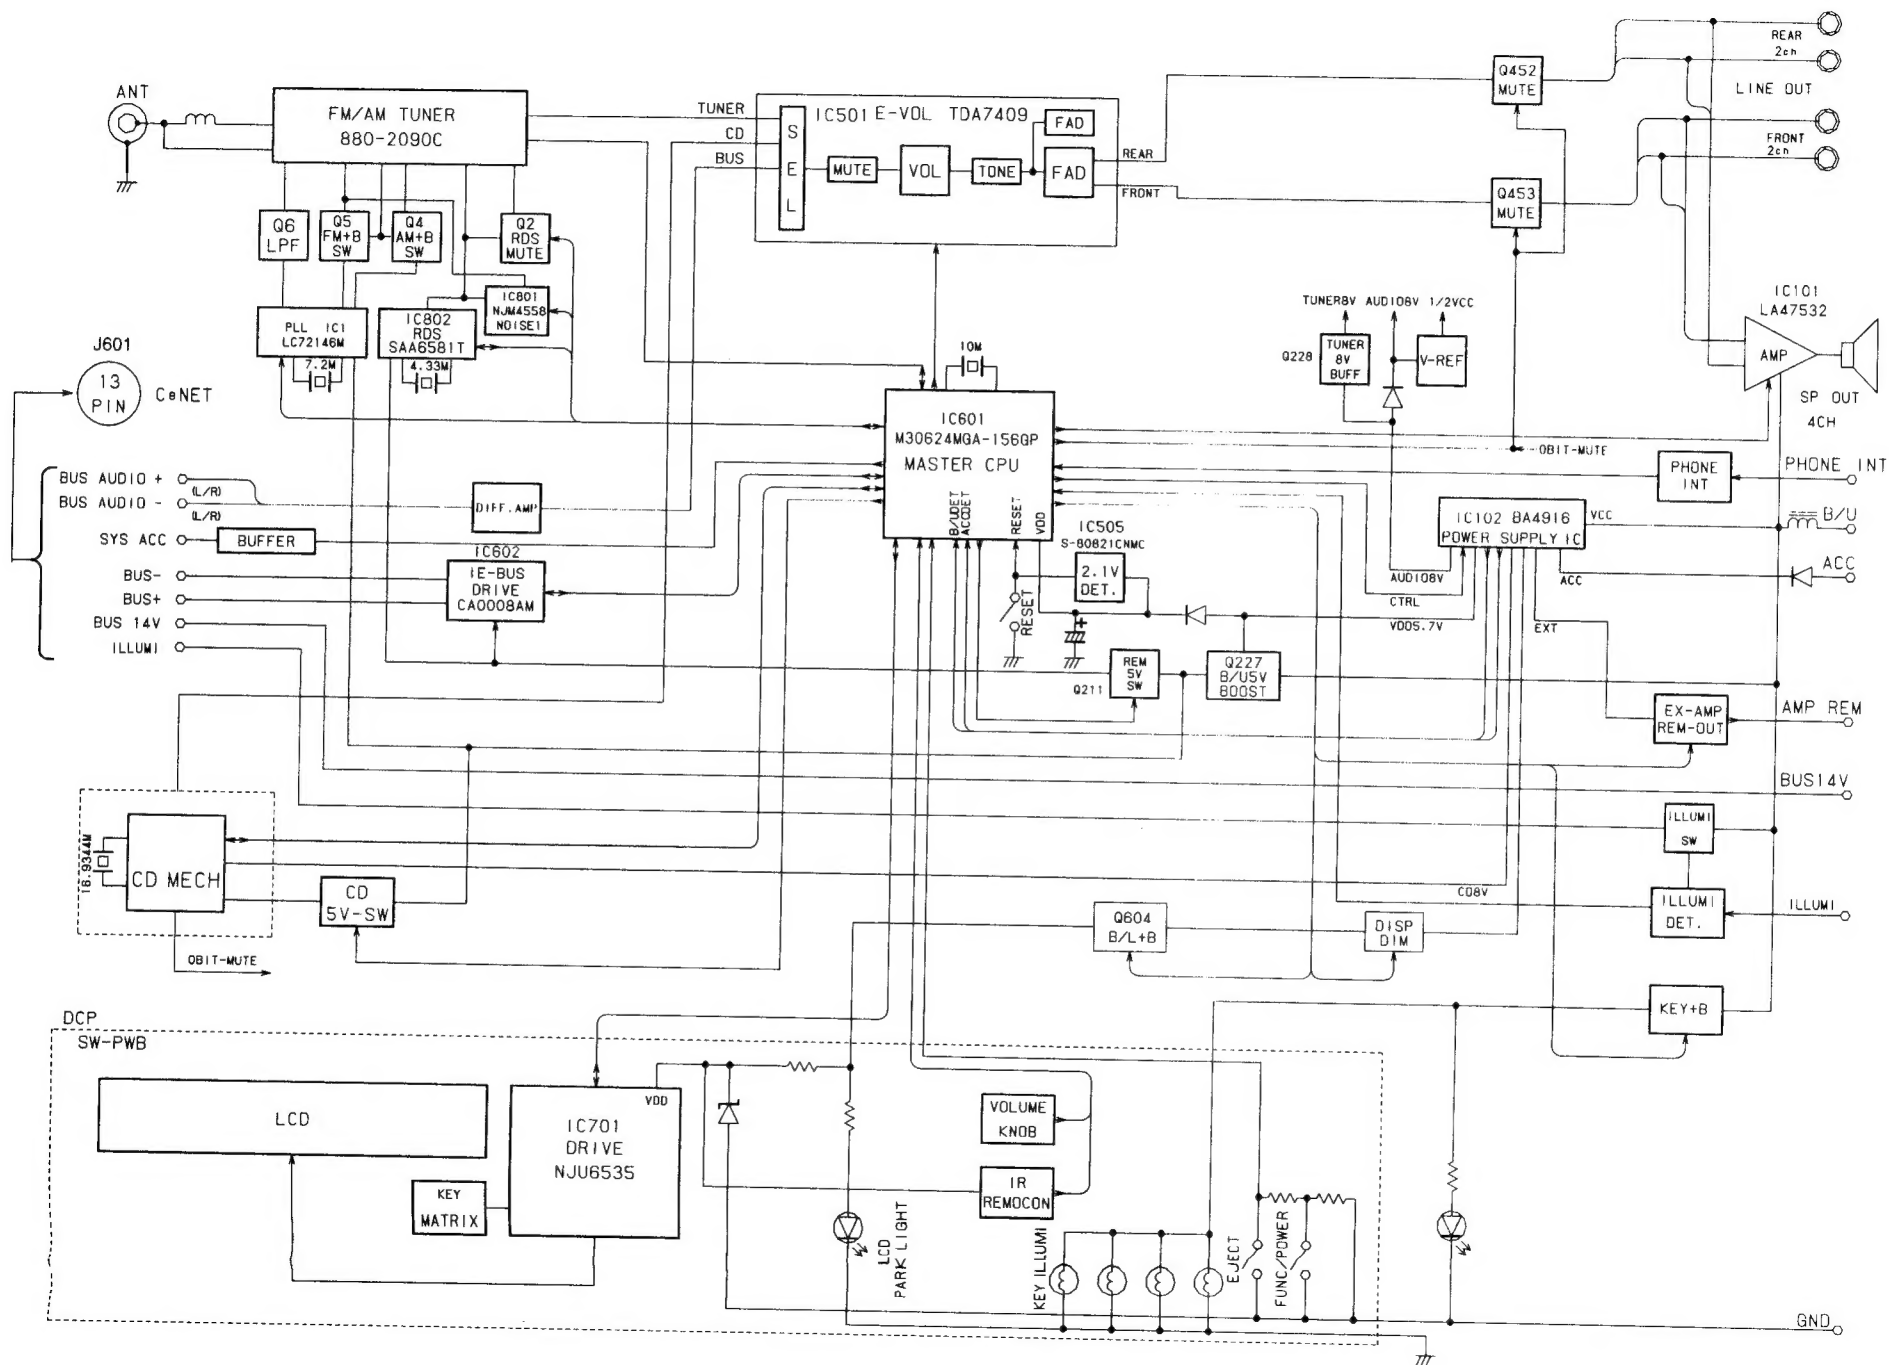 ANT
FM/AM TUNER
880-2090C
TUNER
CD
BUS
S
E
L
IC501 E-VOL TDA7409
MUTE
VOL
TONE
FAD
FAD
REAR
FRONT
Q452
MUTE
Q453
MUTE
REAR
2ch
LINE OUT
FRONT
2ch
Q6
LPF
Q5
FM+B
SW
Q4
AM+B
SW
Q2
RDS
MUTE
IC801
NJM4558
NOISE1
PLL IC1
LC72146M
7.2M
IC802
RDS
SAA6581T
4.33M
J601
13
PIN
CeNET
10M
IC601
M30624MGA-156GP
MASTER CPU
B/UDET
ACCDET
RESET
VDD
TUNER8V AUDIO8V 1/2VCC
Q228
TUNER
8V
BUFF
V-REF
IC101
LA47532
AMP
SP OUT
4CH
OBIT-MUTE
PHONE
INT
PHONE INT
BUS AUDIO +
(L/R)
BUS AUDIO -
(L/R)
DIFF.AMP
SYS ACC
BUFFER
IC602
IE-BUS
DRIVE
CA0008AM
BUS-
BUS+
BUS 14V
ILLUMI
IC505
S-80821CNMC
2.1V
DET.
RESET
+
IC102 BA4916
POWER SUPPLY IC
VCC
B/U
ACC
ACC
AUDIO8V
CTRL
VDD5.7V
EXT
REM
5V
SW
Q211
Q227
B/U5V
BOOST
EX-AMP
REM-OUT
AMP REM
BUS14V
ILLUMI
SW
18.9344M
CD MECH
CD
5V-SW
OBIT-MUTE
CD8V
Q604
B/L+B
DISP
DIM
ILLUMI
DET.
ILLUMI
KEY+B
DCP
SW-PWB
LCD
IC701
DRIVE
NJU6535
VDD
KEY
MATRIX
VOLUME
KNOB
IR
REMOCON
LCD
PARK LIGHT
KEY ILLUMI
EJECT
FUNC/POWER
GND